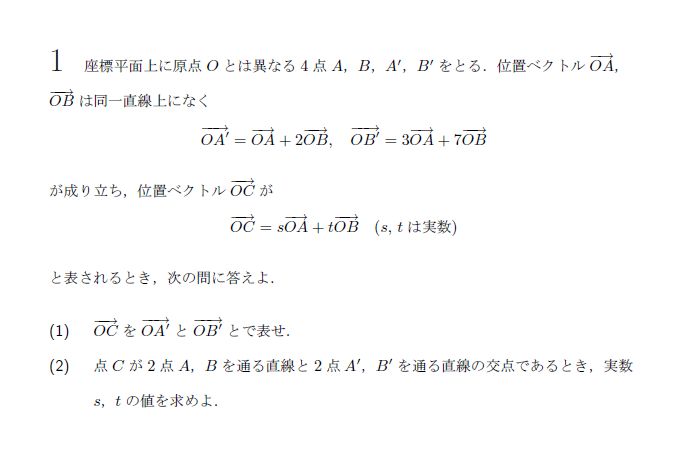 1 座標平面上に原点 O とは異なる 4 点 A，B，A′，B′ をとる．位置ベクトル $\overrightarrow{OA}$，
$\overrightarrow{OB}$ は同一直線上になく
$\overrightarrow{OA'} = \overrightarrow{OA} + 2\overrightarrow{OB},\quad \overrightarrow{OB'} = 3\overrightarrow{OA} + 7\overrightarrow{OB}$
が成り立ち，位置ベクトル $\overrightarrow{OC}$ が
$\overrightarrow{OC} = s\overrightarrow{OA} + t\overrightarrow{OB}$ (s, t は実数)
と表されるとき，次の問に答えよ．
(1) $\overrightarrow{OC}$ を $\overrightarrow{OA'}$ と $\overrightarrow{OB'}$ とで表せ．
(2) 点 C が 2 点 A，B を通る直線と 2 点 A′，B′ を通る直線の交点であるとき，実数
s，t の値を求めよ．